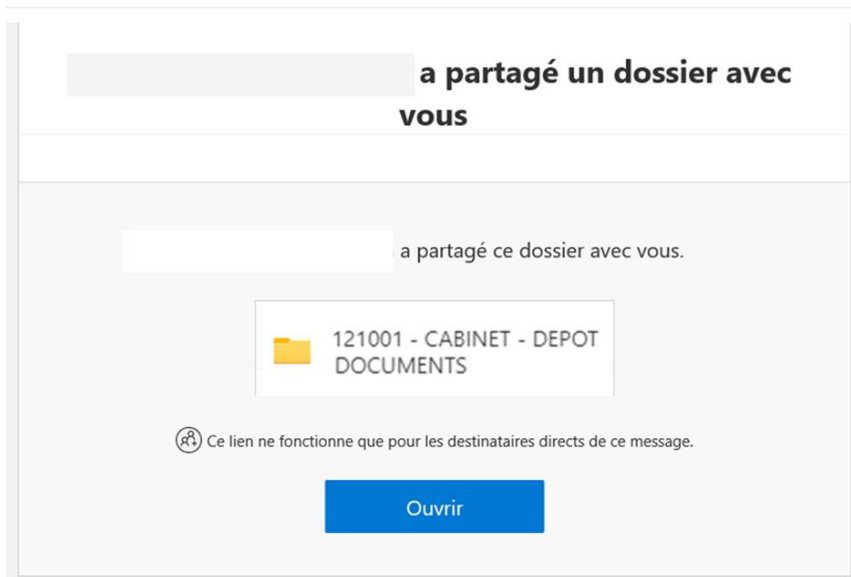 a partagé un dossier avec
vous
a partagé ce dossier avec vous.
121001 - CABINET - DEPOT
DOCUMENTS
Ce lien ne fonctionne que pour les destinataires directs de ce message.
Ouvrir